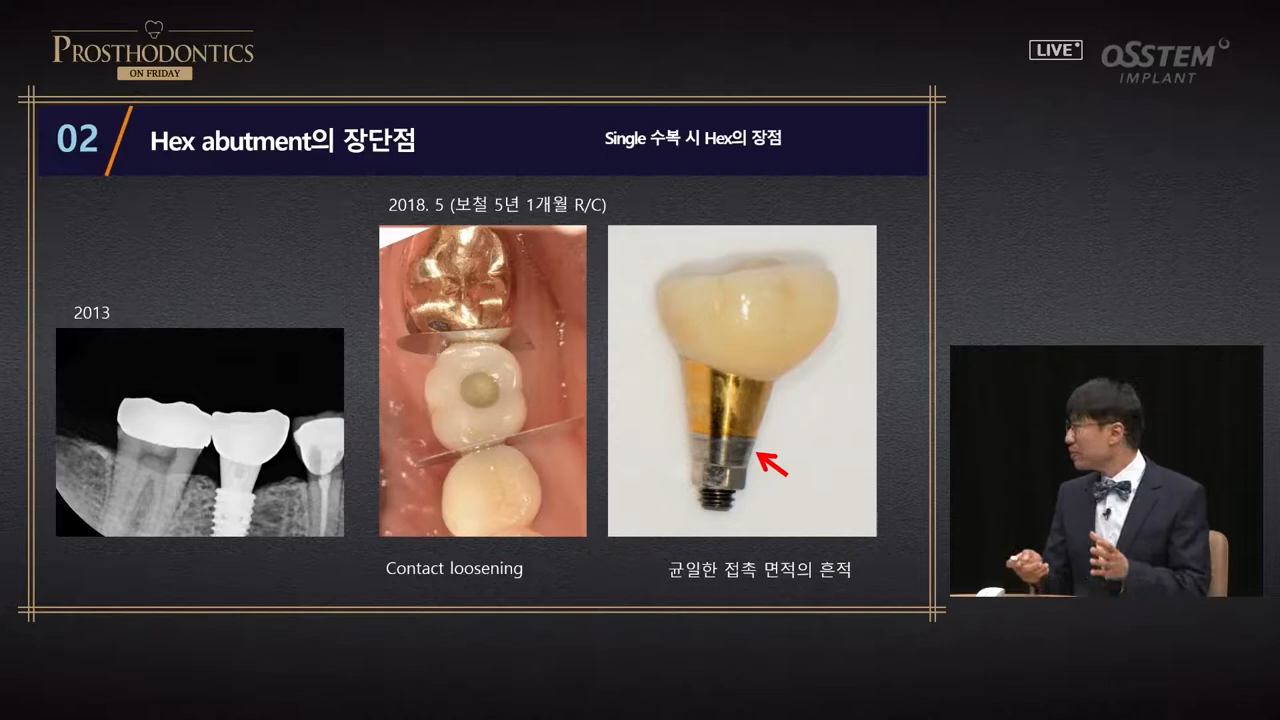 PROSTHODONTICS
ON FRIDAY
LIVE
OSSTEM
IMPLANT
02
Hex abutment의 장단점
Single 수복 시 Hex의 장점
2018. 5 (보철 5년 1개월 R/C)
2013
Contact loosening
균일한 접촉 면적의 흔적